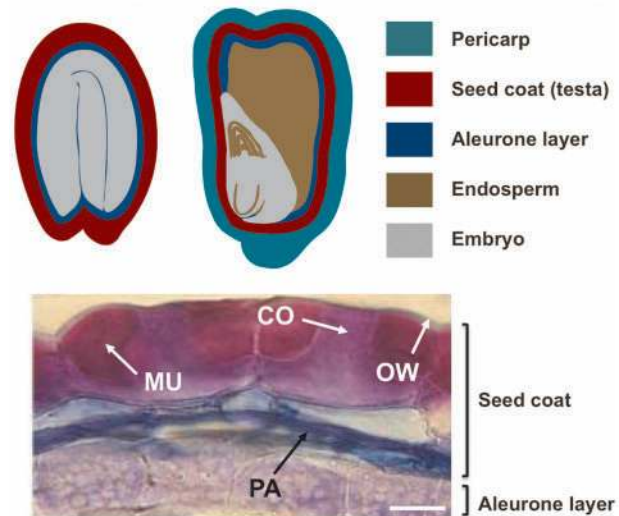 Pericarp
Seed coat (testa)
Aleurone layer
Endosperm
Embryo
CO
MU
OW
PA
Seed coat
Aleurone layer